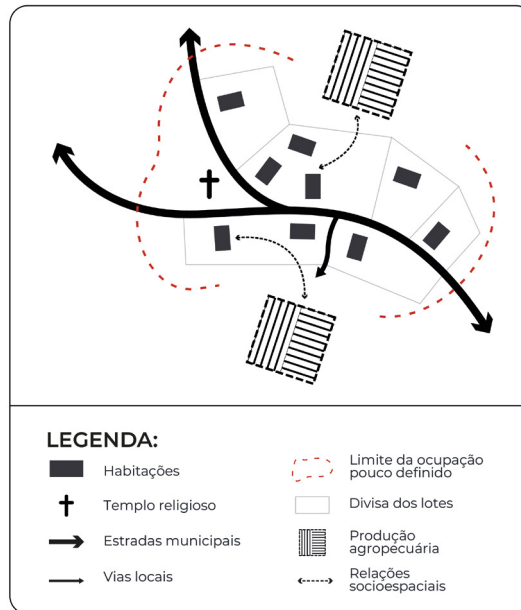 LEGENDA:
Habitações
Templo religioso
Estradas municipais
Vias locais
Limite da ocupação
pouco definido
Divisa dos lotes
Produção
agropecuária
Relações
socioespaciais